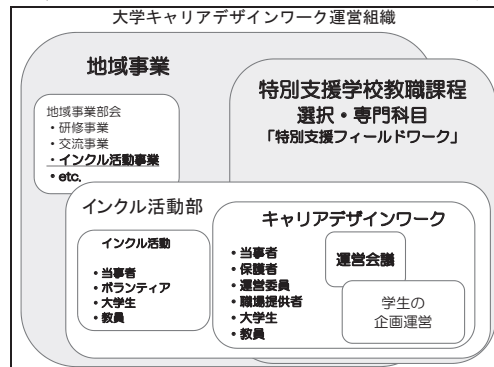 大学キャリアデザインワーク運営組織
地域事業
地域事業部会
・研修事業
・交流事業
・インクル活動事業
・etc.
特別支援学校教職課程
選択・専門科目
「特別支援フィールドワーク」
インクル活動部
インクル活動
・当事者
・ボランティア
・大学生
・教員
キャリアデザインワーク
・当事者
・保護者
・運営委員
・職場提供者
・大学生
・教員
運営会議
学生の
企画運営